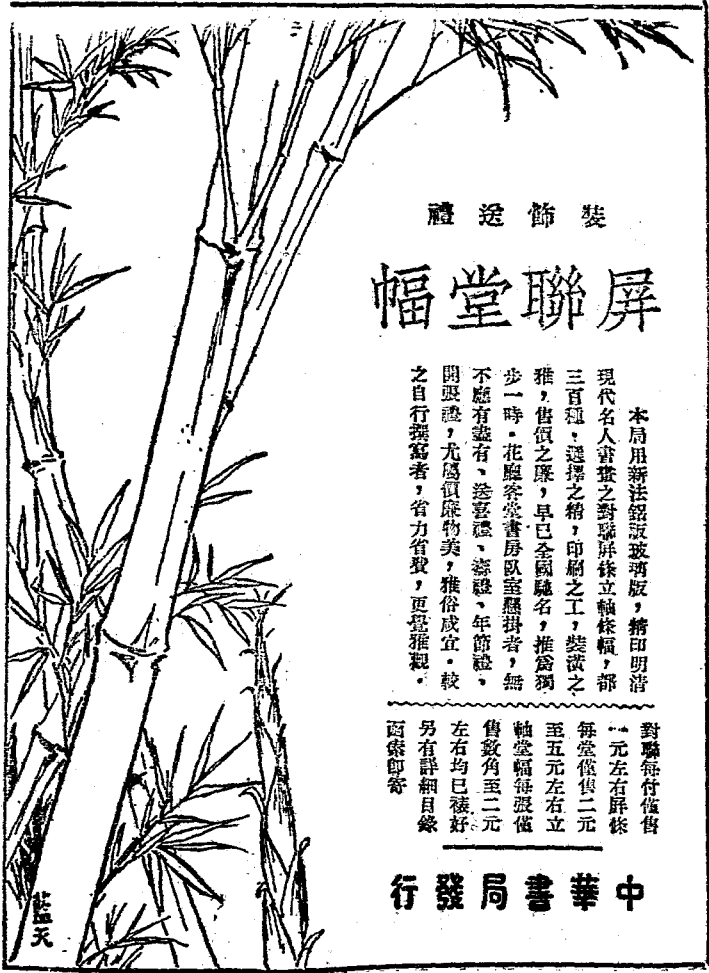 裝飾送禮
屏聯堂幅
本局用新法鋁版玻璃版，精印明清
現代名人書畫之對聯屏條立軸條幅，都
三百種，選擇之精，印刷之工，裝潢之
雅，售價之廉，早已全國馳名，推爲獨
步一時。花廳客堂書房臥室懸掛者，無
不應有盡有、送喜禮、壽禮、年節禮、
開張禮，尤屬價廉物美，雅俗咸宜。較
之自行撰寫者，省力省費，更覺雅觀。
對聯每付僅售
一元左右屏條
每堂僅售二元
至五元左右立
軸堂幅每張僅
售數角至二元
左右均已裱好
另有詳細目錄
函索即寄
中華書局發行
藍天